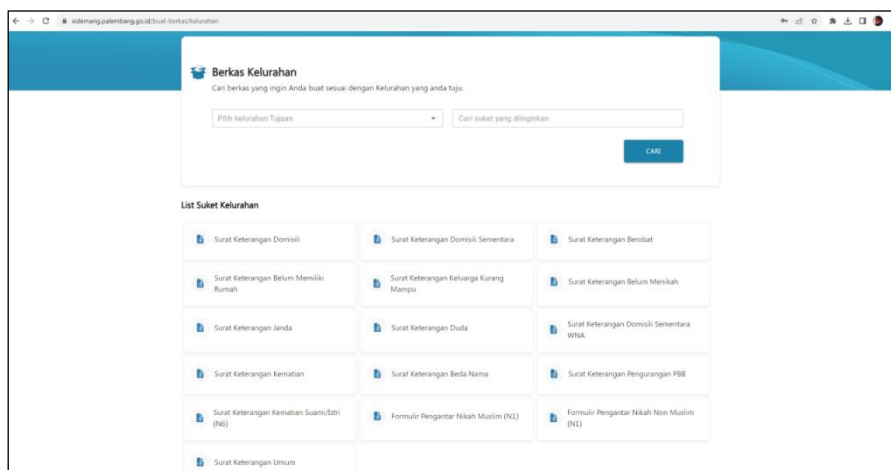 sidemang.palembang.go.id/buat-berkas/kelurahan
Berkas Kelurahan
Cari berkas yang ingin Anda buat sesuai dengan Kelurahan yang anda tuju.
Pilih kelurahan Tujuan
Cari suket yang diinginkan
CARI
List Suket Kelurahan
Surat Keterangan Domisili
Surat Keterangan Domisili Sementara
Surat Keterangan Berobat
Surat Keterangan Belum Memiliki
Rumah
Surat Keterangan Keluarga Kurang
Mampu
Surat Keterangan Belum Menikah
Surat Keterangan Janda
Surat Keterangan Duda
Surat Keterangan Domisili Sementara
WNA
Surat Keterangan Kematian
Surat Keterangan Beda Nama
Surat Keterangan Pengurangan PBB
Surat Keterangan Kematian Suami/Istri
(N6)
Formulir Pengantar Nikah Muslim (N1)
Formulir Pengantar Nikah Non Muslim
(N1)
Surat Keterangan Umum